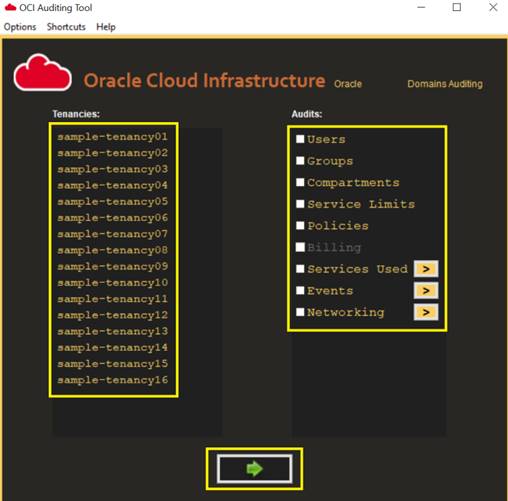 OCI Auditing Tool
Options Shortcuts Help
Oracle Cloud Infrastructure Oracle Domains Auditing
Tenancies:
sample-tenancy01
sample-tenancy02
sample-tenancy03
sample-tenancy04
sample-tenancy05
sample-tenancy06
sample-tenancy07
sample-tenancy08
sample-tenancy09
sample-tenancy10
sample-tenancy11
sample-tenancy12
sample-tenancy13
sample-tenancy14
sample-tenancy15
sample-tenancy16
Audits:
Users
Groups
Compartments
Service Limits
Policies
Billing
Services Used >
Events >
Networking >